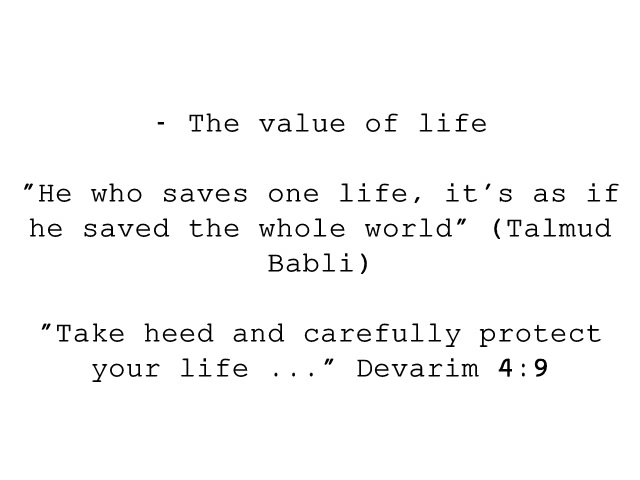 - The value of life
"He who saves one life, it's as if
he saved the whole world" (Talmud
Babli)
"Take heed and carefully protect
your life ..." Devarim 4:9